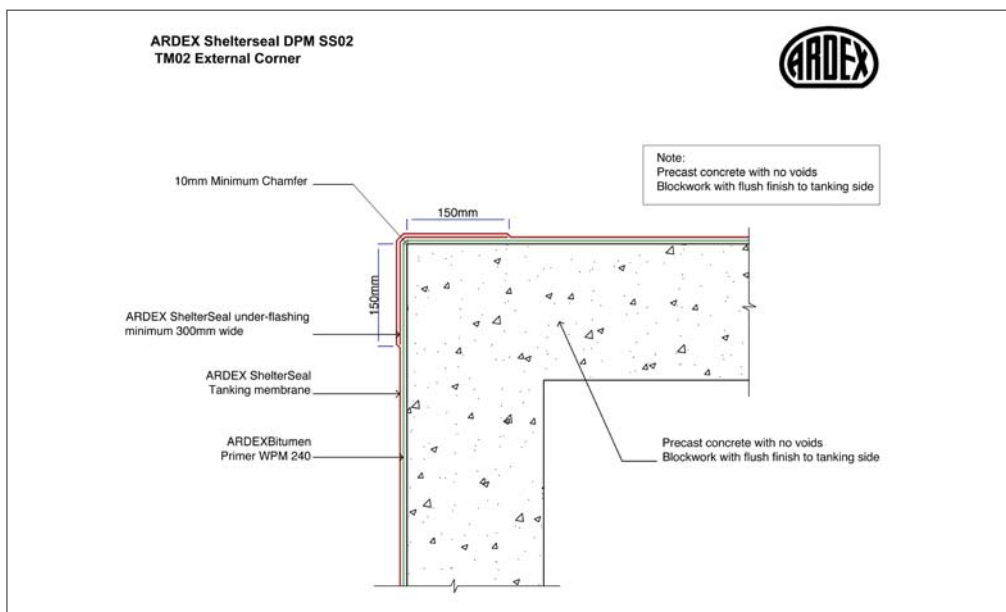 ARDEX Shelterseal DPM SS02
TM02 External Corner
ARDEX
Note:
Precast concrete with no voids
Blockwork with flush finish to tanking side
10mm Minimum Chamfer
150mm
150mm
ARDEX ShelterSeal under-flashing
minimum 300mm wide
ARDEX ShelterSeal
Tanking membrane
ARDEXBitumen
Primer WPM 240
Precast concrete with no voids
Blockwork with flush finish to tanking side